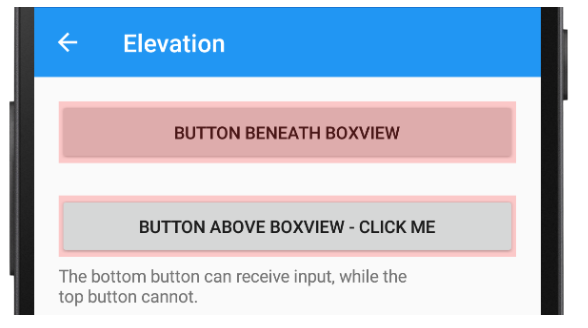 Elevation
BUTTON BENEATH BOXVIEW
BUTTON ABOVE BOXVIEW - CLICK ME
The bottom button can receive input, while the
top button cannot.